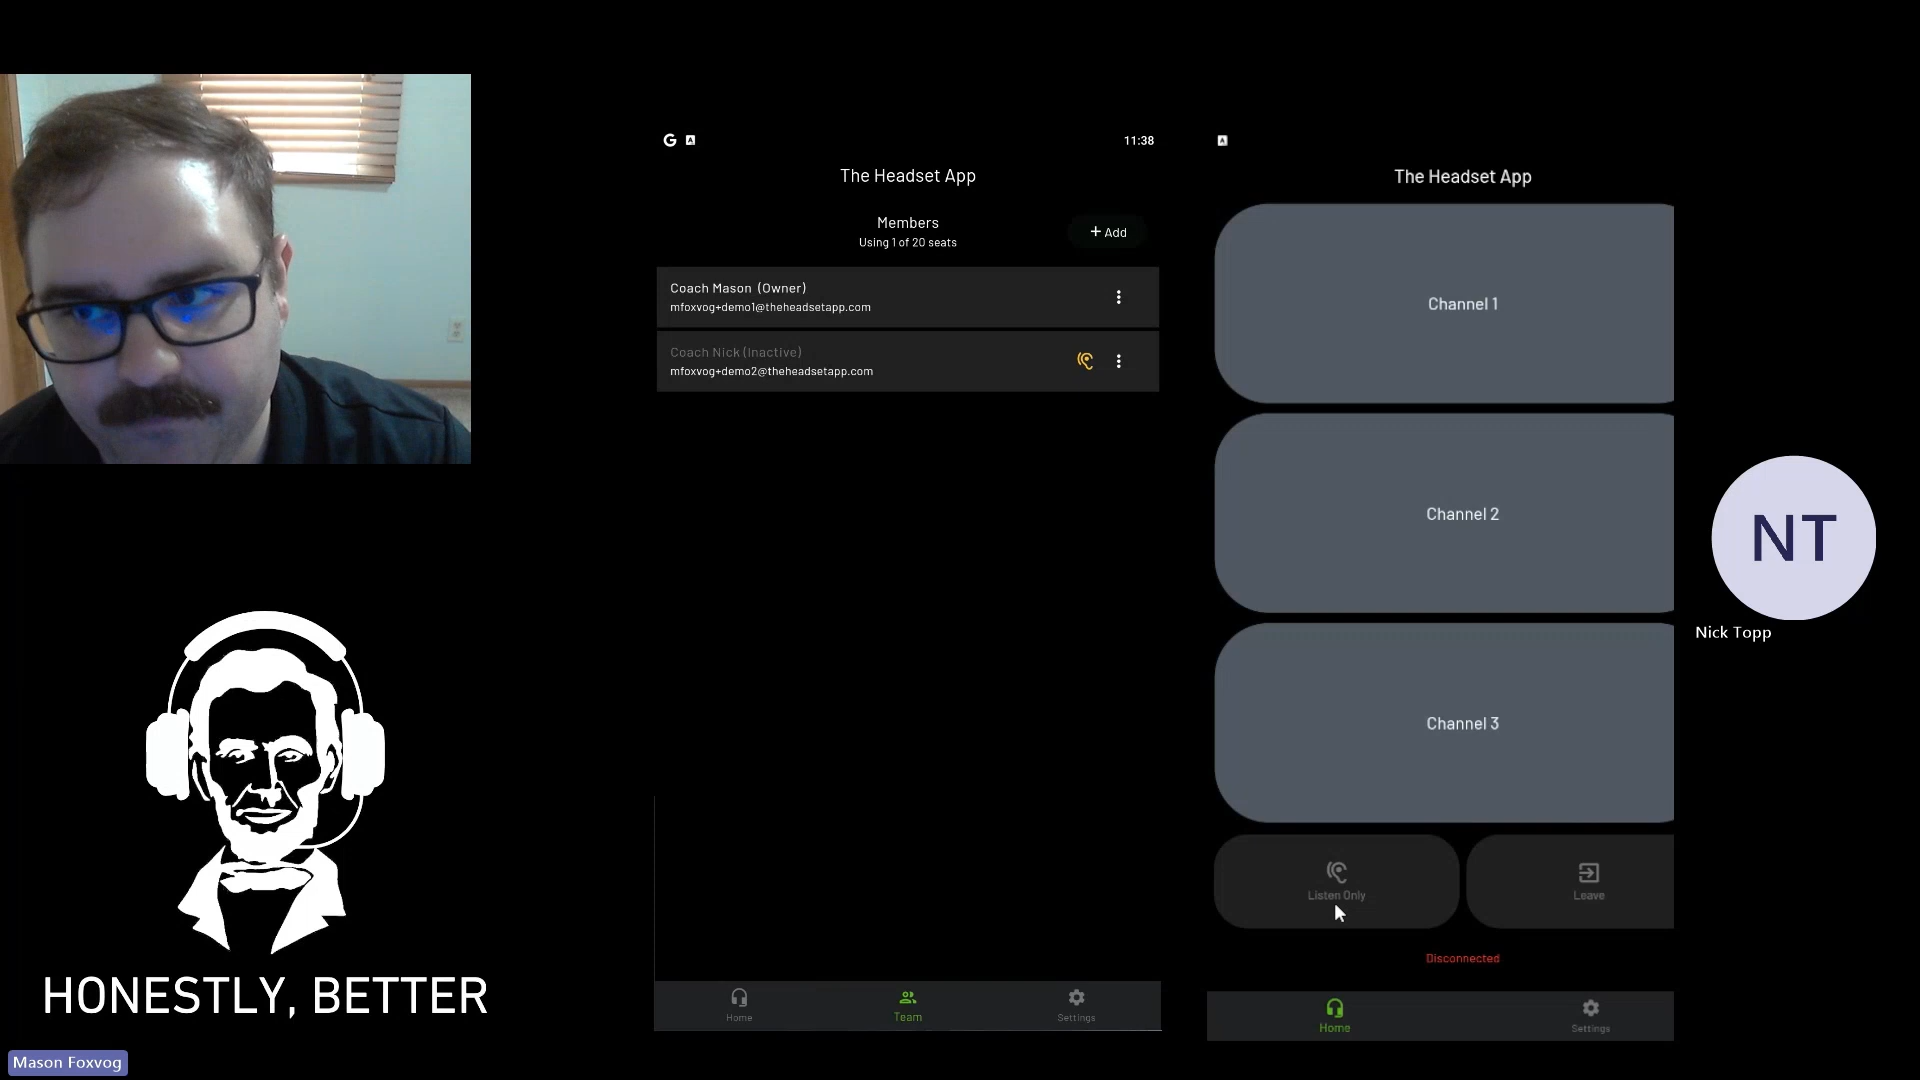 11:38
The Headset App
Members
Using 1 of 20 seats
+ Add
Coach Mason (Owner)
mfoxvog+demo1@theheadsetapp.com
Coach Nick (Inactive)
mfoxvog+demo2@theheadsetapp.com
Home
Team
Settings
The Headset App
Channel 1
Channel 2
Channel 3
Listen Only
Leave
Disconnected
Home
Settings
NT
Nick Topp
HONESTLY, BETTER
Mason Foxvog